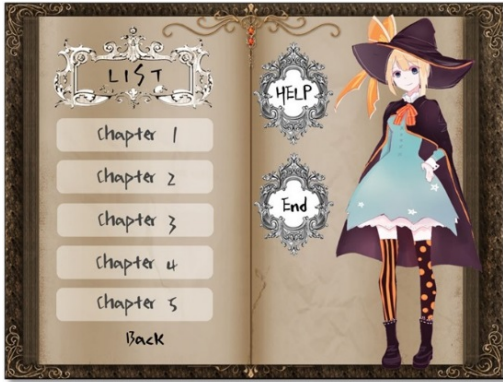 LIST
Chapter 1
Chapter 2
Chapter 3
Chapter 4
Chapter 5
Back
HELP
End